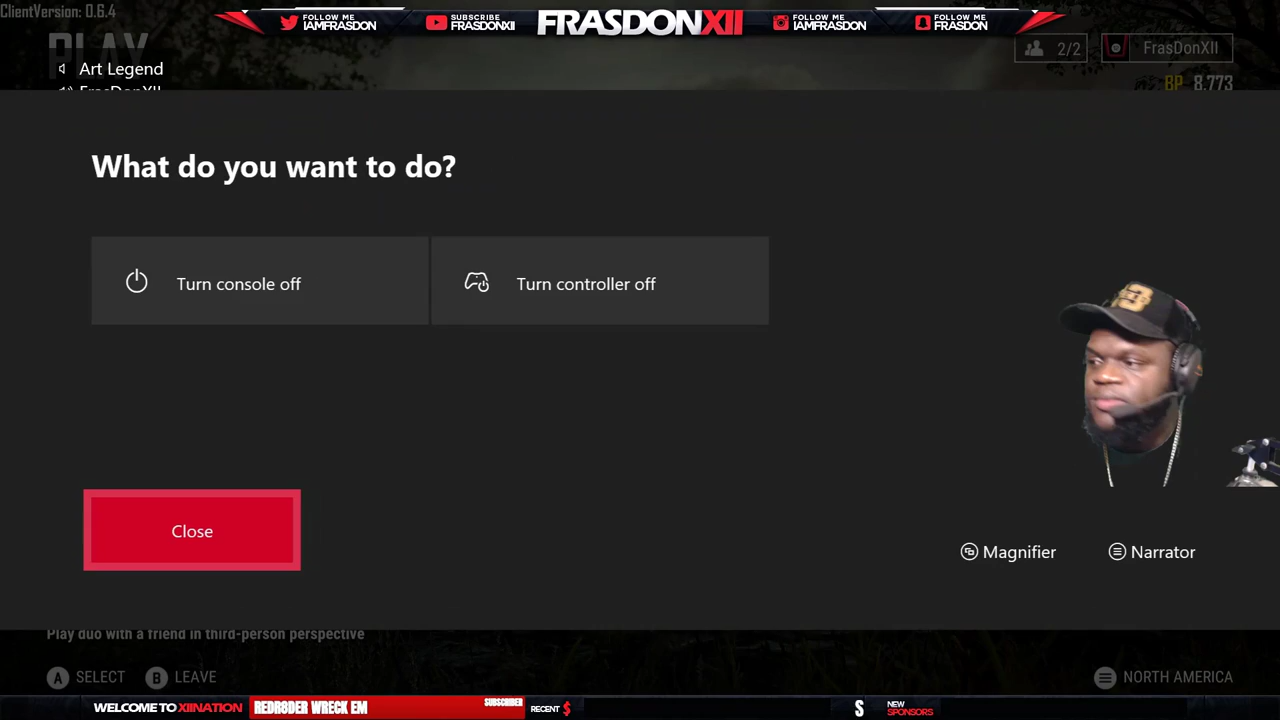 ClientVersion: 0.6.4
FOLLOW ME
IAMFRASDON
SUBSCRIBE
FRASDONXII
FRASDONXII
FOLLOW ME
IAMFRASDON
FOLLOW ME
FRASDON
PLAY
2/2
FrasDonXII
Art Legend
FrasDonXII
BP 8,773
What do you want to do?
Turn console off
Turn controller off
Close
Magnifier
Narrator
Play duo with a friend in third-person perspective
A SELECT
B LEAVE
NORTH AMERICA
WELCOME TO XIINATION
REDR8DER WRECK EM
SUBSCRIBER
RECENT $
$
NEW
SPONSORS